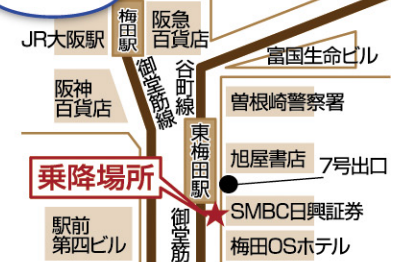 梅田駅
阪急
百貨店
JR大阪駅
御堂筋線
谷町線
富国生命ビル
阪神
百貨店
曽根崎警察署
東梅田駅
旭屋書店
7号出口
乗降場所
SMBC日興証券
駅前
第四ビル
御堂筋
梅田OSホテル